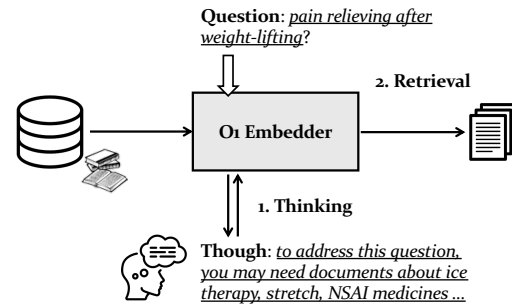 Question: pain relieving after
weight-lifting?
2. Retrieval
O1 Embedder
1. Thinking
Though: to address this question,
you may need documents about ice
therapy, stretch, NSAI medicines ...